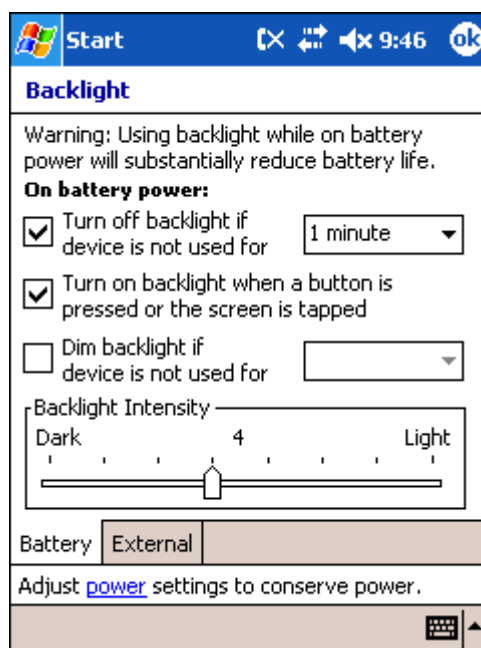 Start 9:46 ok
Backlight
Warning: Using backlight while on battery
power will substantially reduce battery life.
On battery power:
Turn off backlight if
device is not used for 1 minute
Turn on backlight when a button is
pressed or the screen is tapped
Dim backlight if
device is not used for
Backlight Intensity
Dark 4 Light
Battery External
Adjust power settings to conserve power.